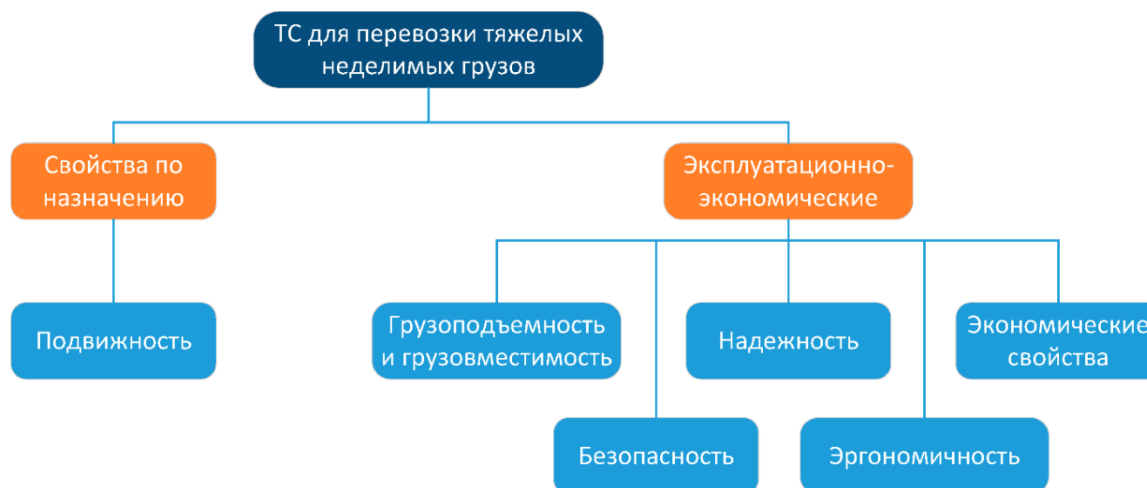 ТС для перевозки тяжелых
неделимых грузов
Свойства по
назначению
Эксплуатационно-
экономические
Подвижность
Грузоподъемность
и грузовместимость
Надежность
Экономические
свойства
Безопасность
Эргономичность